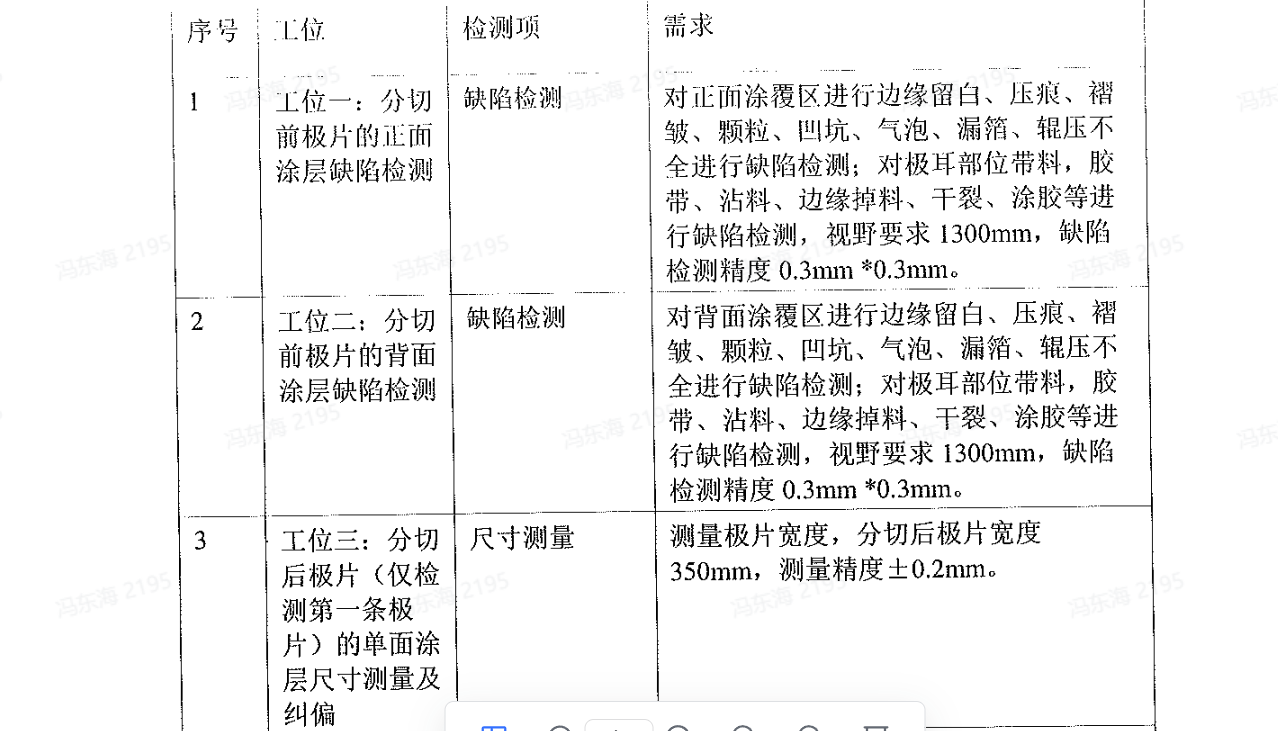 序号 工位 检测项 需求
1 工位一：分切 缺陷检测 对正面涂覆区进行边缘留白、压痕、褶
前极片的正面 皱、颗粒、凹坑、气泡、漏箔、辊压不
涂层缺陷检测 全进行缺陷检测；对极耳部位带料，胶
带、沾料、边缘掉料、干裂、涂胶等进
行缺陷检测，视野要求 1300mm，缺陷
检测精度 0.3mm *0.3mm。
2 工位二：分切 缺陷检测 对背面涂覆区进行边缘留白、压痕、褶
前极片的背面 皱、颗粒、凹坑、气泡、漏箔、辊压不
涂层缺陷检测 全进行缺陷检测；对极耳部位带料，胶
带、沾料、边缘掉料、干裂、涂胶等进
行缺陷检测，视野要求 1300mm，缺陷
检测精度 0.3mm *0.3mm。
3 工位三：分切 尺寸测量 测量极片宽度，分切后极片宽度
后极片（仅检 350mm，测量精度±0.2mm。
测第一条极
片）的单面涂
层尺寸测量及
纠偏
冯东海 2195